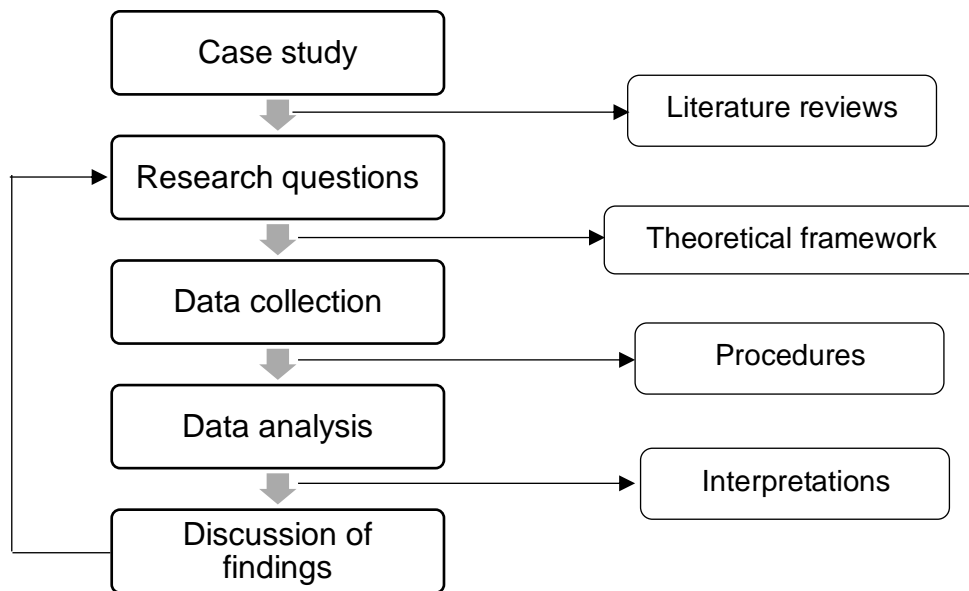 Case study
Literature reviews
Research questions
Theoretical framework
Data collection
Procedures
Data analysis
Interpretations
Discussion of
findings